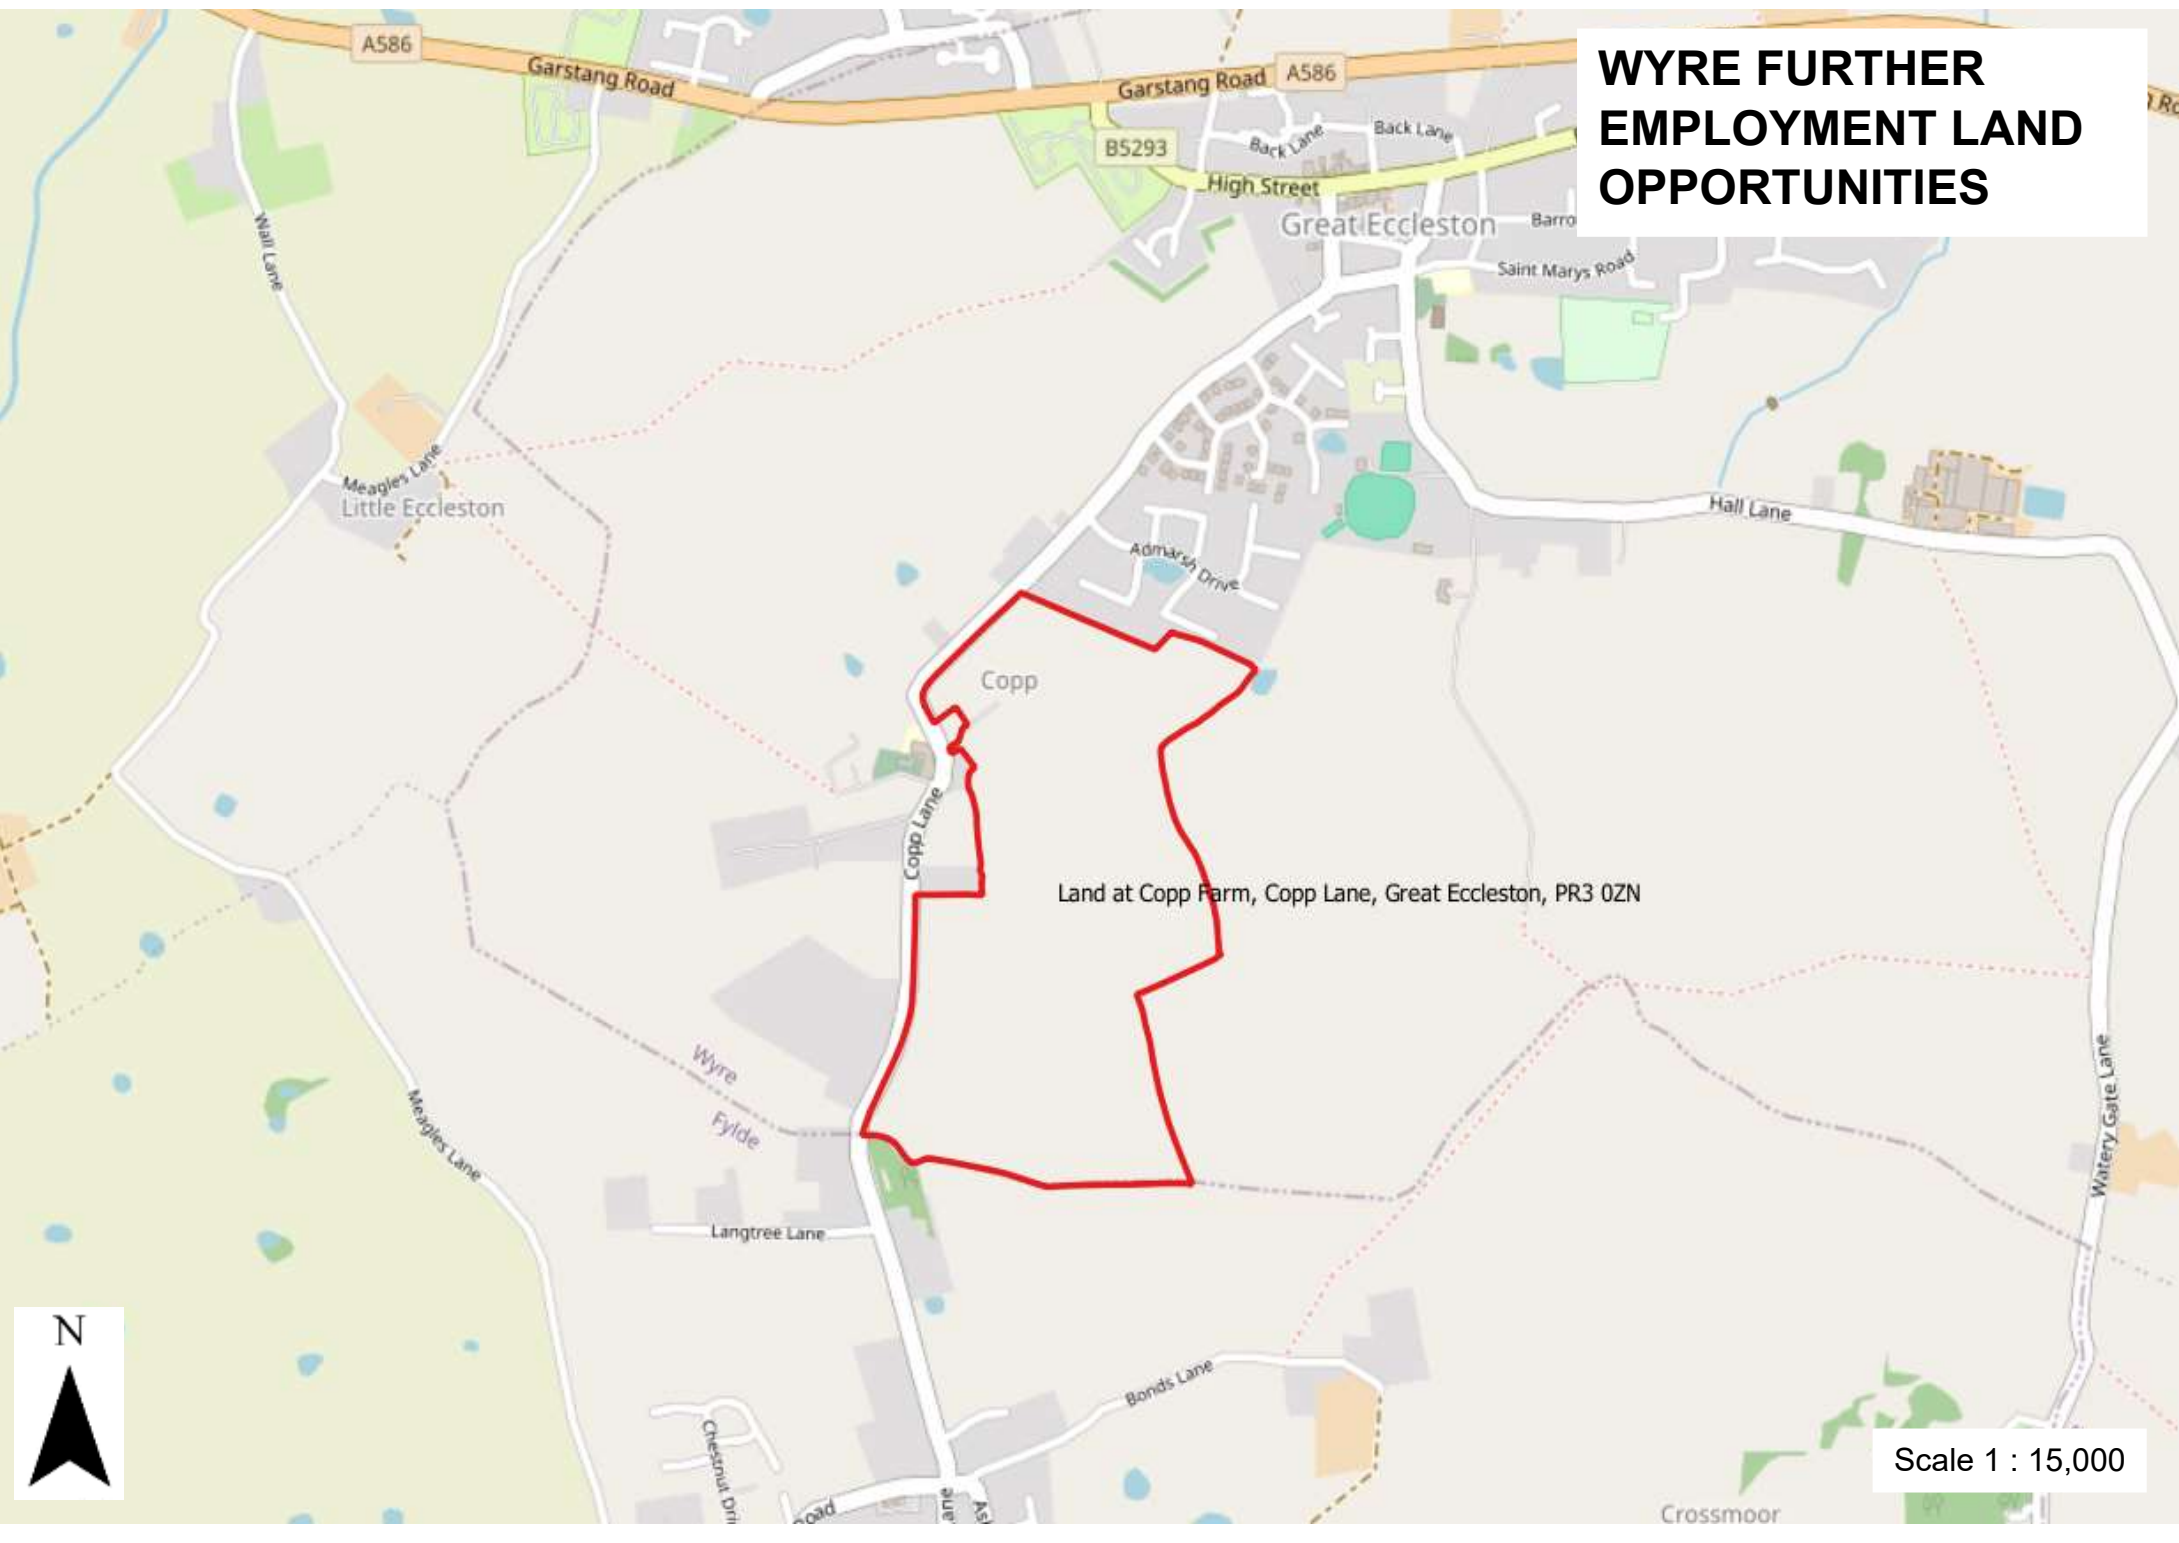 A586
Garstang Road
Garstang Road
A586
WYRE FURTHER
EMPLOYMENT LAND
OPPORTUNITIES
B5293
Back Lane
Back Lane
High Street
Great Eccleston
Barro
Saint Marys Road
Wall Lane
Meagles Lane
Little Eccleston
Hall Lane
Admarsh Drive
Copp
Copp Lane
Land at Copp Farm, Copp Lane, Great Eccleston, PR3 0ZN
Wyre
Fylde
Meagles Lane
Watery Gate Lane
Langtree Lane
N
Bonds Lane
Chestnut Dri
Scale 1 : 15,000
Crossmoor